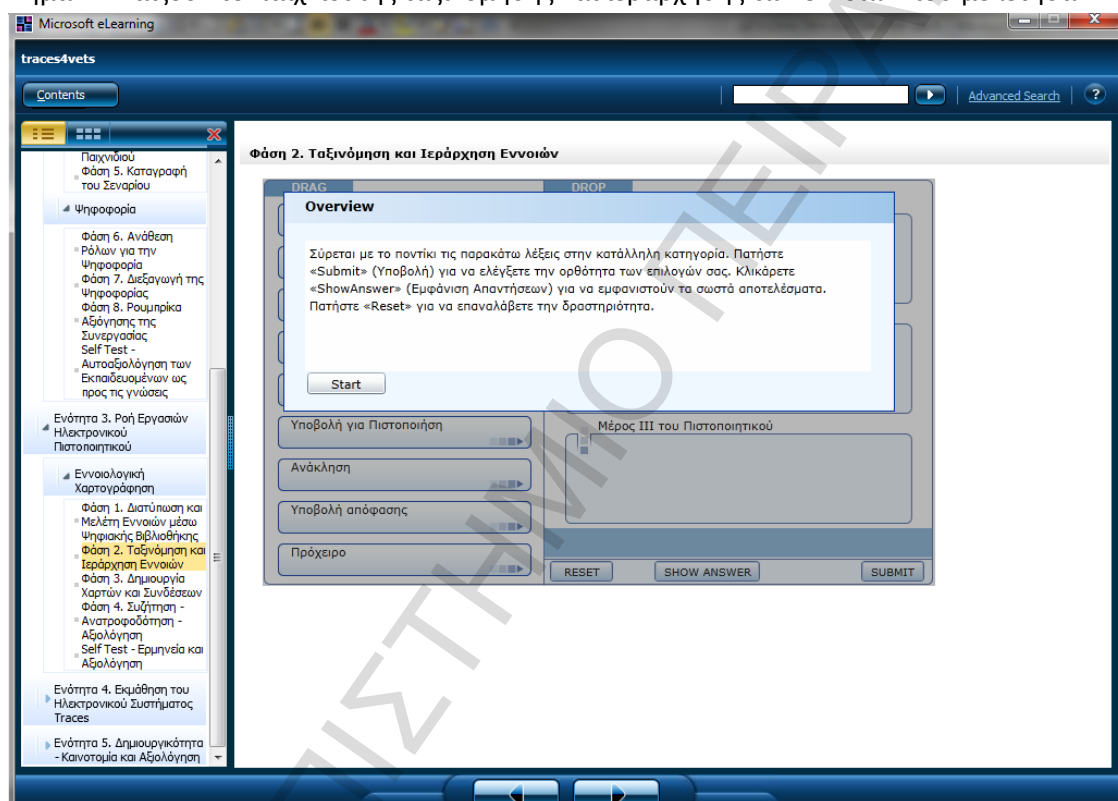 Microsoft eLearning
traces4vets
Contents
Advanced Search
?
Παιχνιδιού
Φάση 5. Καταγραφή
του Σεναρίου
Ψηφοφορία
Φάση 6. Ανάθεση
Ρόλων για την
Ψηφοφορία
Φάση 7. Διεξαγωγή της
Ψηφοφορίας
Φάση 8. Ρουμπρίκα
Αξιόγησης της
Συνεργασίας
Self Test -
Αυτοαξιολόγηση των
Εκπαιδευομένων ως
προς τις γνώσεις
Ενότητα 3. Ροή Εργασιών
Ηλεκτρονικού
Πιστοποιητικού
Εννοιολογική
Χαρτογράφηση
Φάση 1. Διατύπωση και
Μελέτη Εννοιών μέσω
Ψηφιακής Βιβλιοθήκης
Φάση 2. Ταξινόμηση και
Ιεράρχηση Εννοιών
Φάση 3. Δημιουργία
Χαρτών και Συνδέσεων
Φάση 4. Συζήτηση -
Ανατροφοδότηση -
Αξιολόγηση
Self Test - Ερμηνεία και
Αξιολόγηση
Ενότητα 4. Εκμάθηση του
Ηλεκτρονικού Συστήματος
Traces
Ενότητα 5. Δημιουργικότητα
- Καινοτομία και Αξιολόγηση
Φάση 2. Ταξινόμηση και Ιεράρχηση Εννοιών
DRAG
DROP
Overview
Σύρεται με το ποντίκι τις παρακάτω λέξεις στην κατάλληλη κατηγορία. Πατήστε
«Submit» (Υποβολή) για να ελέγξετε την ορθότητα των επιλογών σας. Κλικάρετε
«ShowAnswer» (Εμφάνιση Απαντήσεων) για να εμφανιστούν τα σωστά αποτελέσματα.
Πατήστε «Reset» για να επαναλάβετε την δραστηριότητα.
Start
Υποβολή για Πιστοποιήση
Ανάκληση
Υποβολή απόφασης
Πρόχειρο
Μέρος III του Πιστοποιητικού
RESET
SHOW ANSWER
SUBMIT